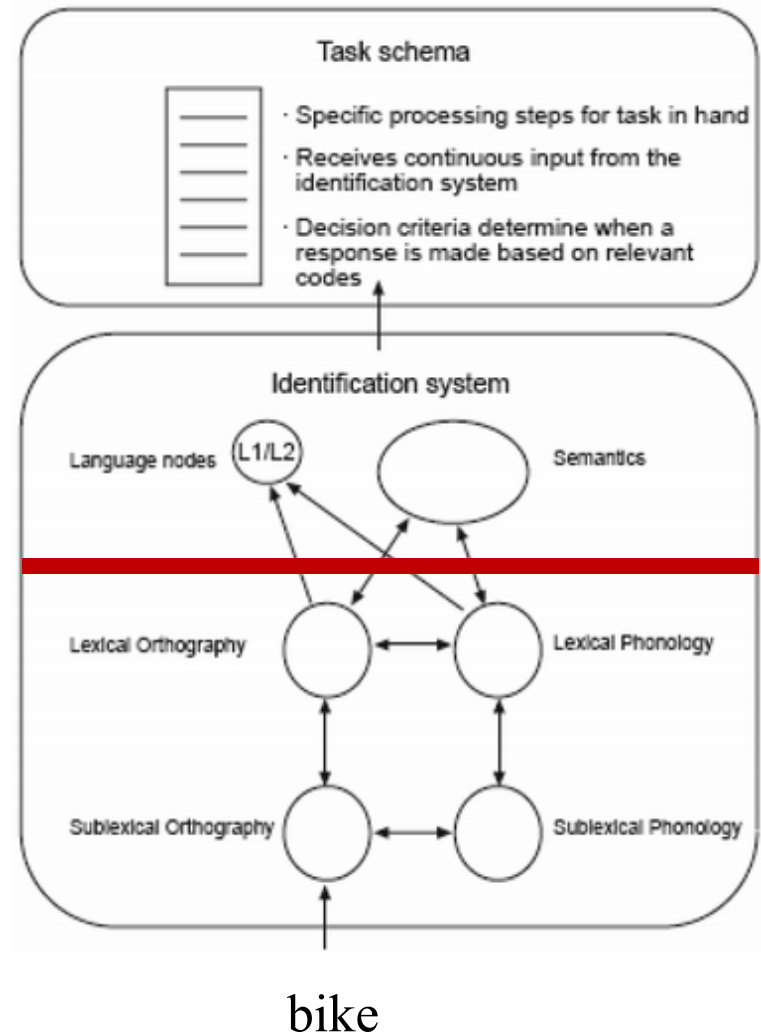 Task schema
· Specific processing steps for task in hand
· Receives continuous input from the
identification system
· Decision criteria determine when a
response is made based on relevant
codes
Identification system
Language nodes
L1/L2
Semantics
Lexical Orthography
Lexical Phonology
Sublexical Orthography
Sublexical Phonology
bike